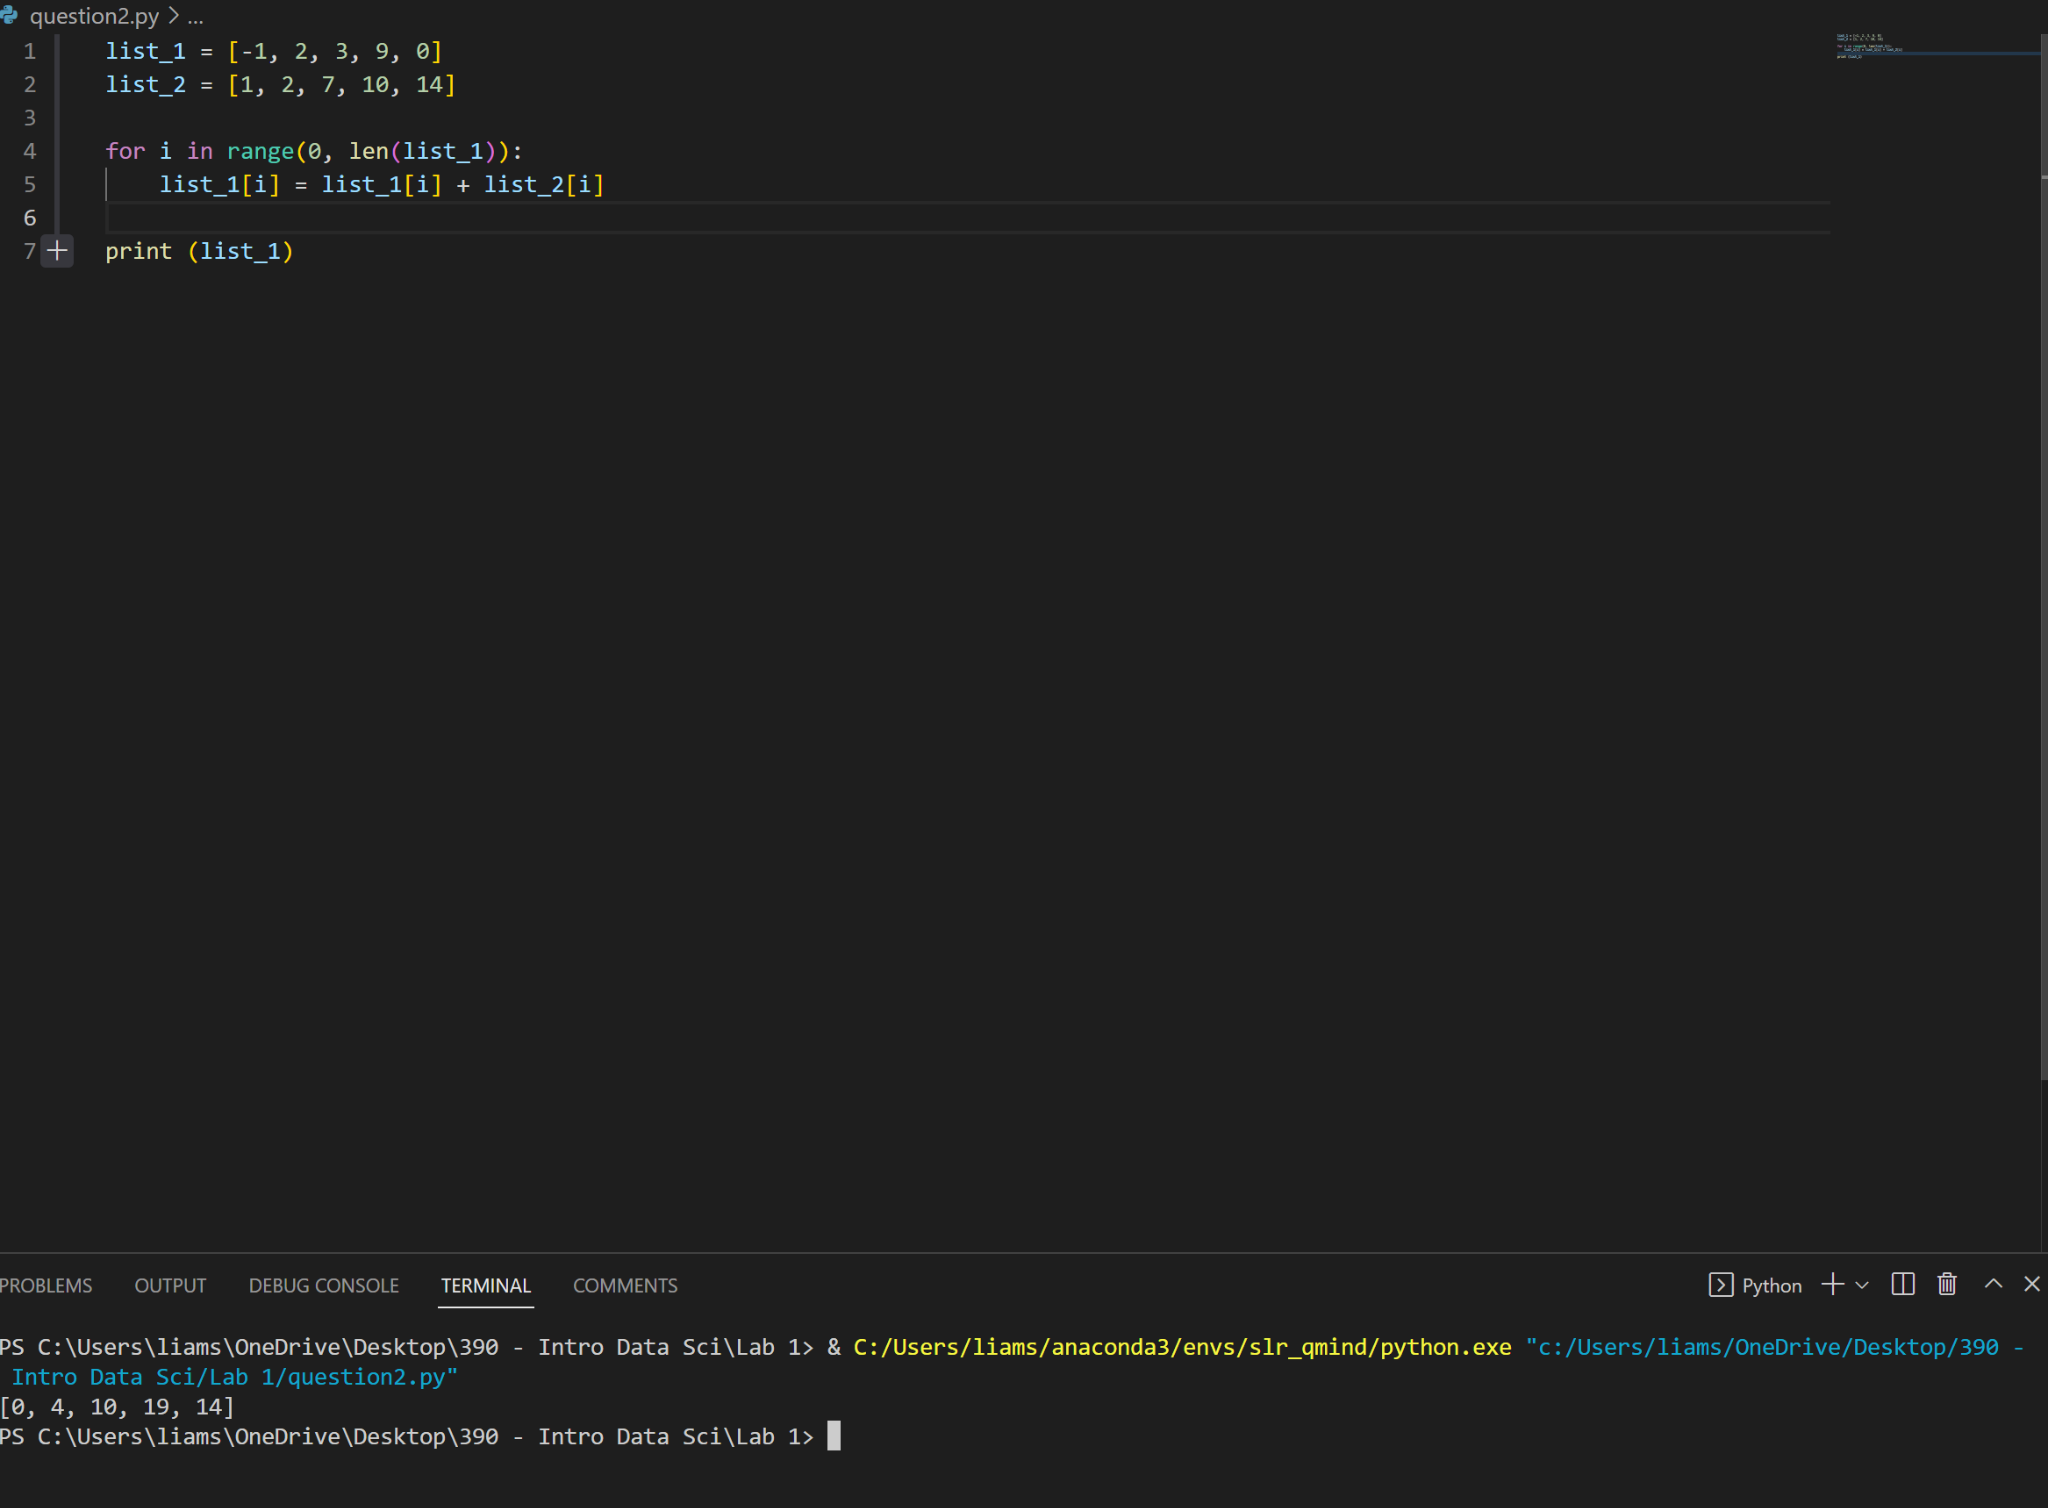 question2.py > ...
1 list_1 = [-1, 2, 3, 9, 0]
2 list_2 = [1, 2, 7, 10, 14]
3
4 for i in range(0, len(list_1)):
5     list_1[i] = list_1[i] + list_2[i]
6
7 print (list_1)
PROBLEMS OUTPUT DEBUG CONSOLE TERMINAL COMMENTS Python
PS C:\Users\liams\OneDrive\Desktop\390 - Intro Data Sci\Lab 1> & C:/Users/liams/anaconda3/envs/slr_qmind/python.exe "c:/Users/liams/OneDrive/Desktop/390 -
 Intro Data Sci/Lab 1/question2.py"
[0, 4, 10, 19, 14]
PS C:\Users\liams\OneDrive\Desktop\390 - Intro Data Sci\Lab 1>